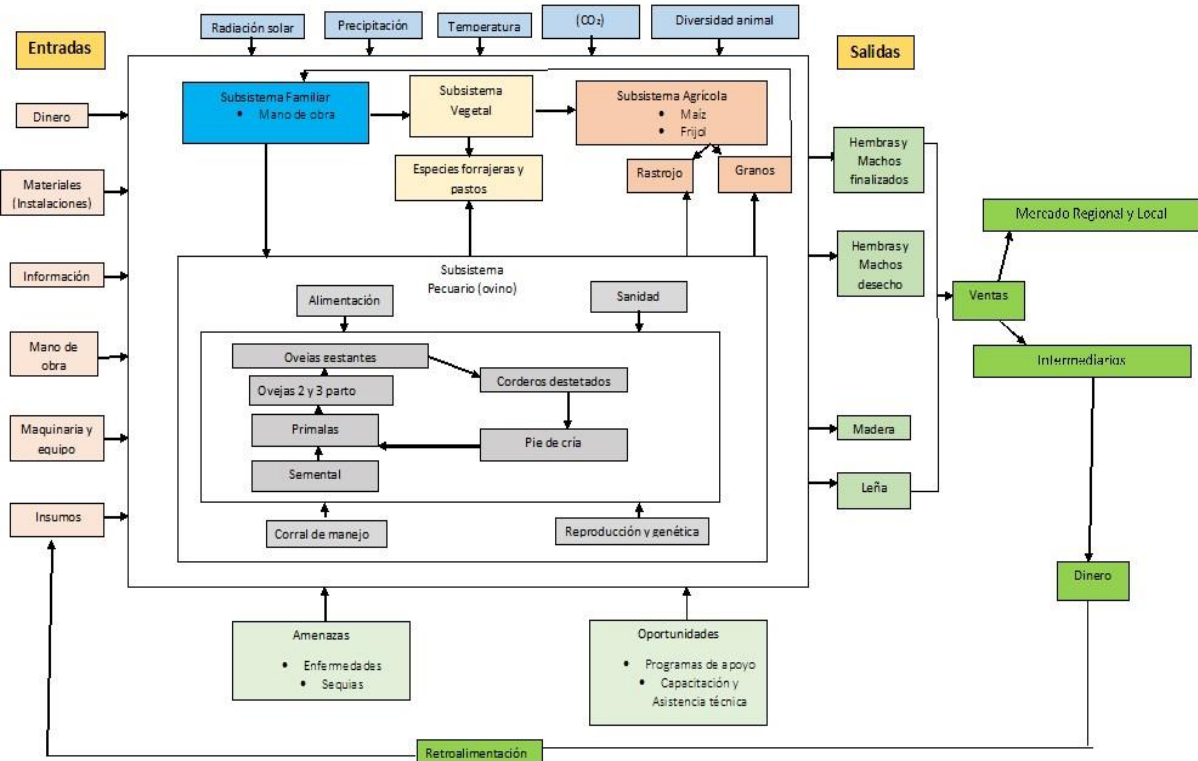 Radiación solar
Precipitación
Temperatura
(CO₂)
Diversidad animal
Entradas
Salidas
Dinero
Materiales
(Instalaciones)
Información
Mano de
obra
Maquinaria y
equipo
Insumos
Subsistema Familiar
• Mano de obra
Subsistema
Vegetal
Subsistema Agrícola
• Maíz
• Frijol
Especies forrajeras y
pastos
Rastrojo
Granos
Subsistema
Pecuario (ovino)
Alimentación
Sanidad
Ovejas gestantes
Ovejas 2 y 3 parto
Primalas
Semental
Corderos destetados
Pie de cría
Corral de manejo
Reproducción y genética
Hembras y
Machos
finalizados
Hembras y
Machos
desecho
Madera
Leña
Ventas
Mercado Regional y Local
Intermediarios
Dinero
Amenazas
• Enfermedades
• Sequias
Oportunidades
• Programas de apoyo
• Capacitación y
Asistencia técnica
Retroalimentación